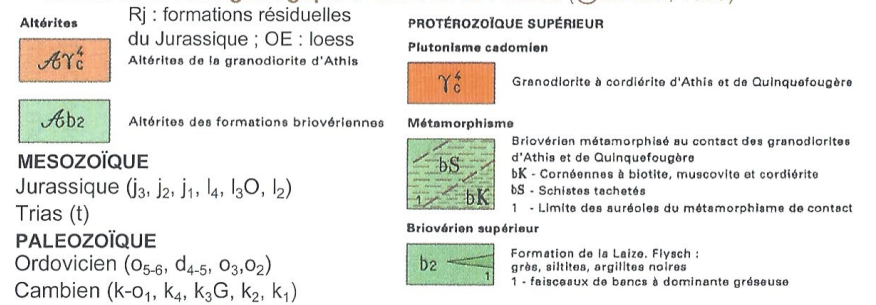 Altérites
Rj : formations résiduelles
du Jurassique ; OE : loess
Aγ4c
Altérites de la granodiorite d'Athis
Ab2
Altérites des formations briovériennes
MESOZOÏQUE
Jurassique (j3, j2, j1, l4, l3O, l2)
Trias (t)
PALEOZOÏQUE
Ordovicien (o5-6, d4-5, o3,o2)
Cambien (k-o1, k4, k3G, k2, k1)
PROTÉROZOÏQUE SUPÉRIEUR
Plutonisme cadomien
γ4c
Granodiorite à cordiérite d'Athis et de Quinquefougère
Métamorphisme
bS
bK
1
Briovérien métamorphisé au contact des granodiorites
d'Athis et de Quinquefougère
bK - Cornéennes à biotite, muscovite et cordiérite
bS - Schistes tachetés
1 - Limite des auréoles du métamorphisme de contact
Briovérien supérieur
b2
1
Formation de la Laize. Flysch :
grès, siltites, argilites noires
1 - faisceaux de bancs à dominante gréseuse